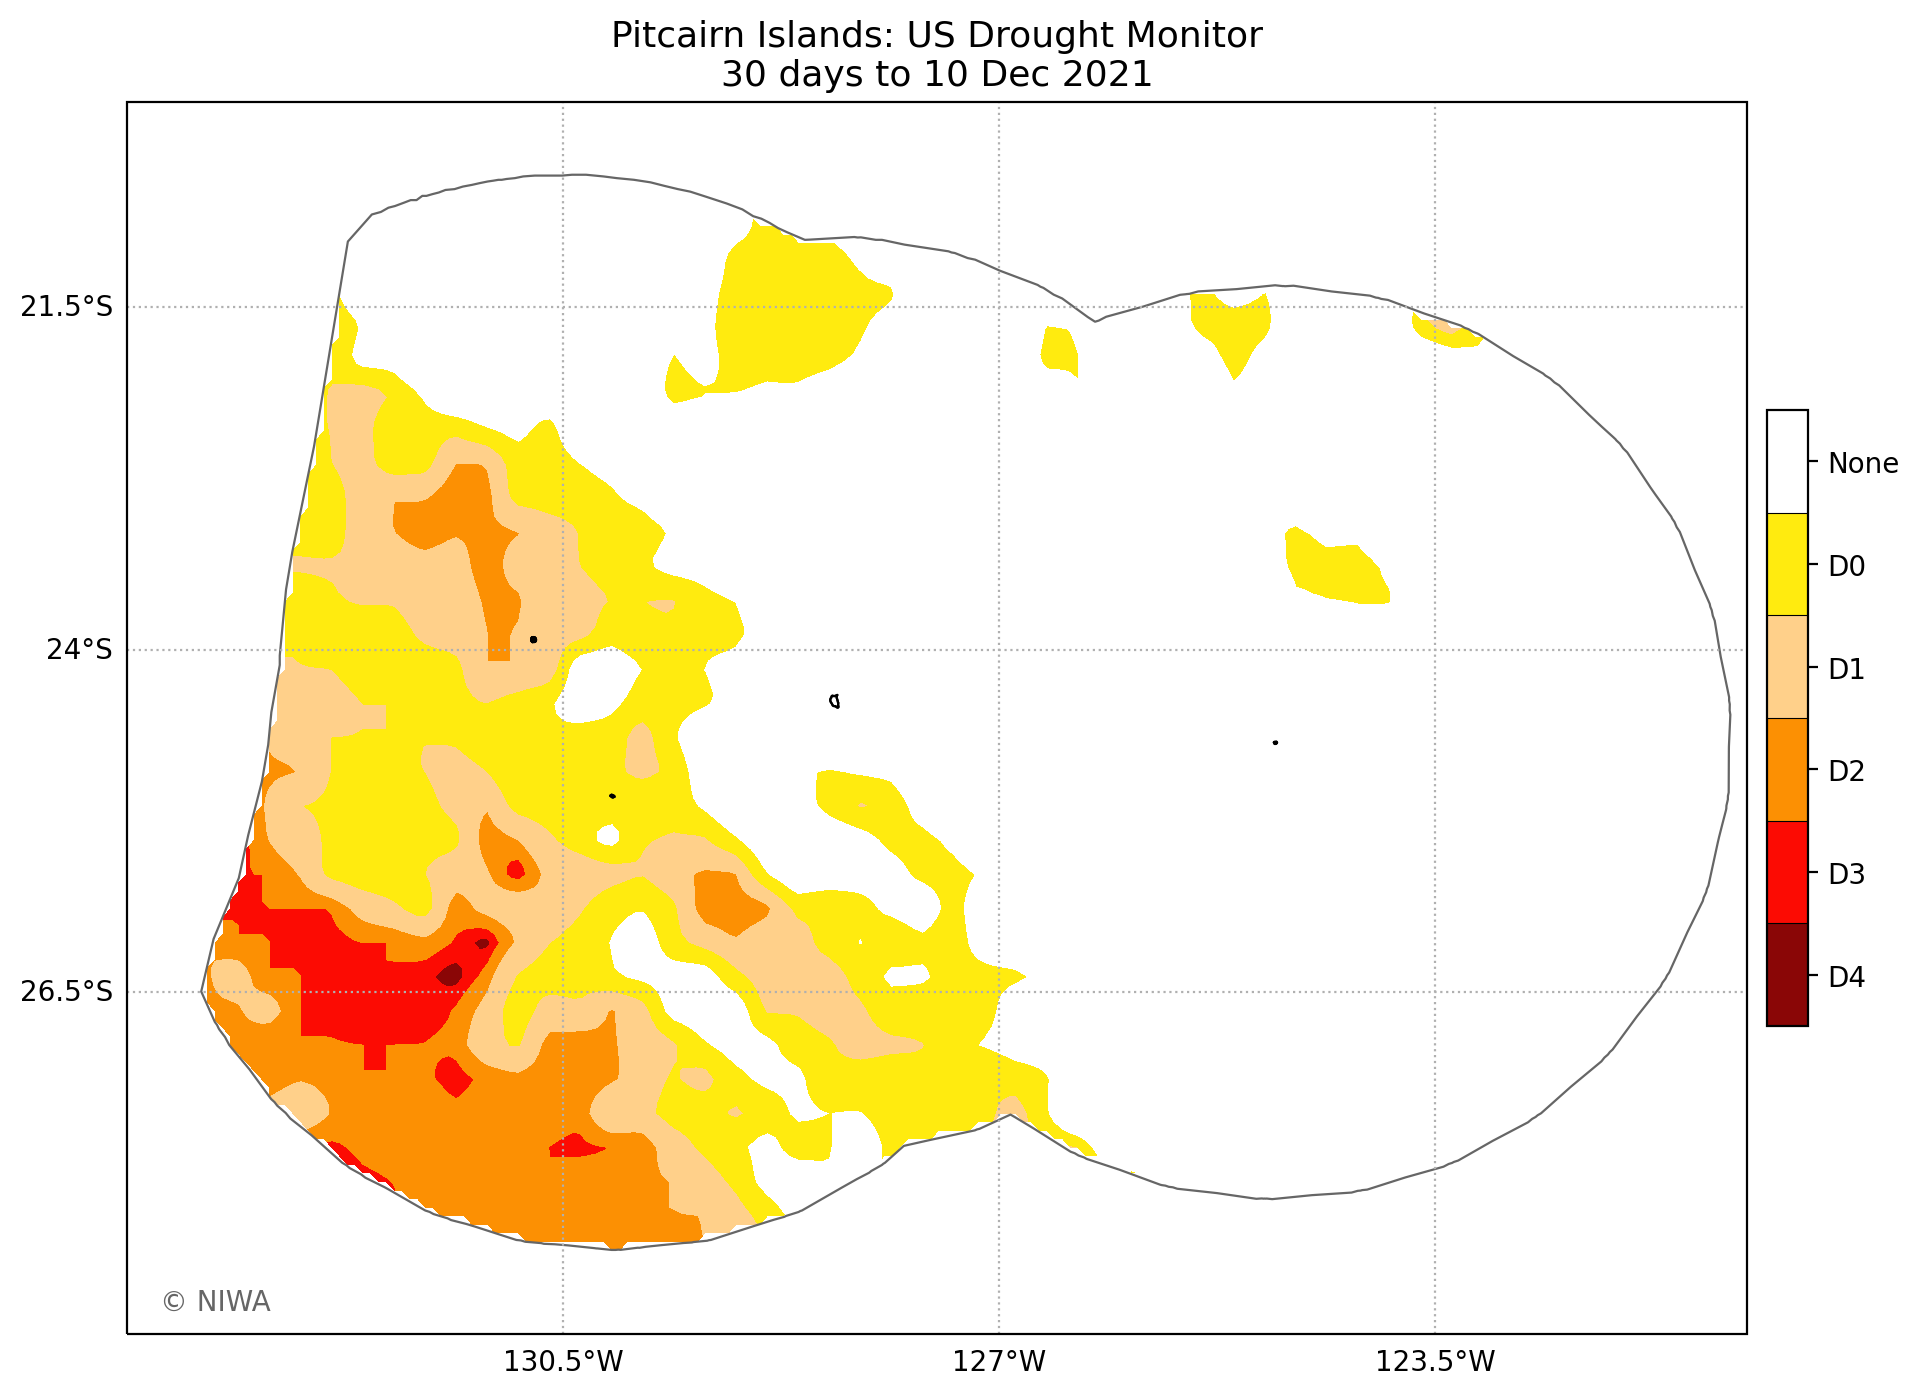 Pitcairn Islands: US Drought Monitor
30 days to 10 Dec 2021
21.5°S
24°S
26.5°S
130.5°W
127°W
123.5°W
None
D0
D1
D2
D3
D4
© NIWA